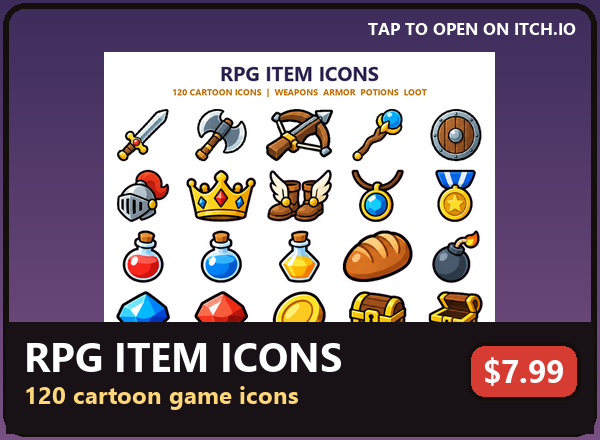 TAP TO OPEN ON ITCH.IO
RPG ITEM ICONS
120 CARTOON ICONS | WEAPONS ARMOR POTIONS LOOT
RPG ITEM ICONS
120 cartoon game icons
$7.99